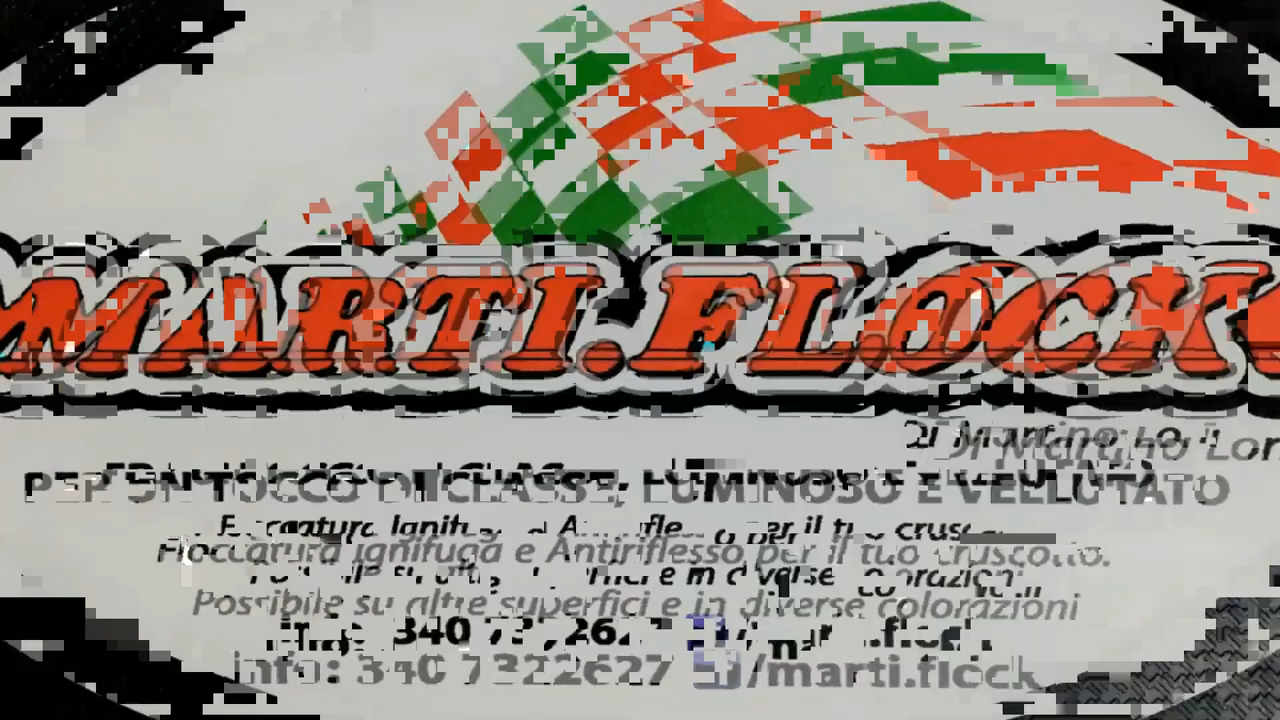 MARTI.FLOCK
Di Martino Lo
PER UN TOCCO DI CLASSE, LUMINOSO E VELLUTATO
Floccatura ignifuga e Antiriflesso per il tuo cruscotto.
Possibile su altre superfici e in diverse colorazioni
info: 340 7322627 f/marti.flock